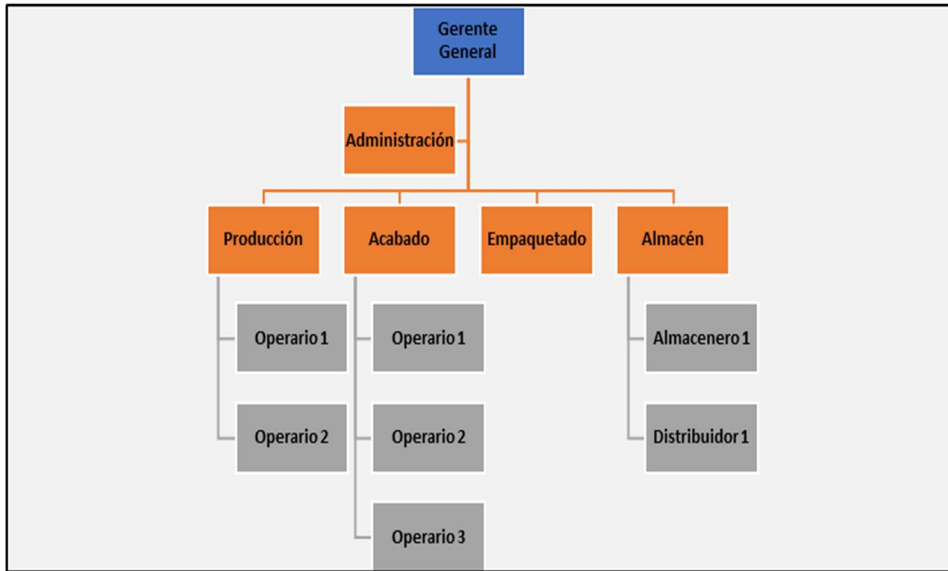 Gerente
General
Administración
Producción
Acabado
Empaquetado
Almacén
Operario 1
Operario 1
Almacenero 1
Operario 2
Operario 2
Distribuidor 1
Operario 3